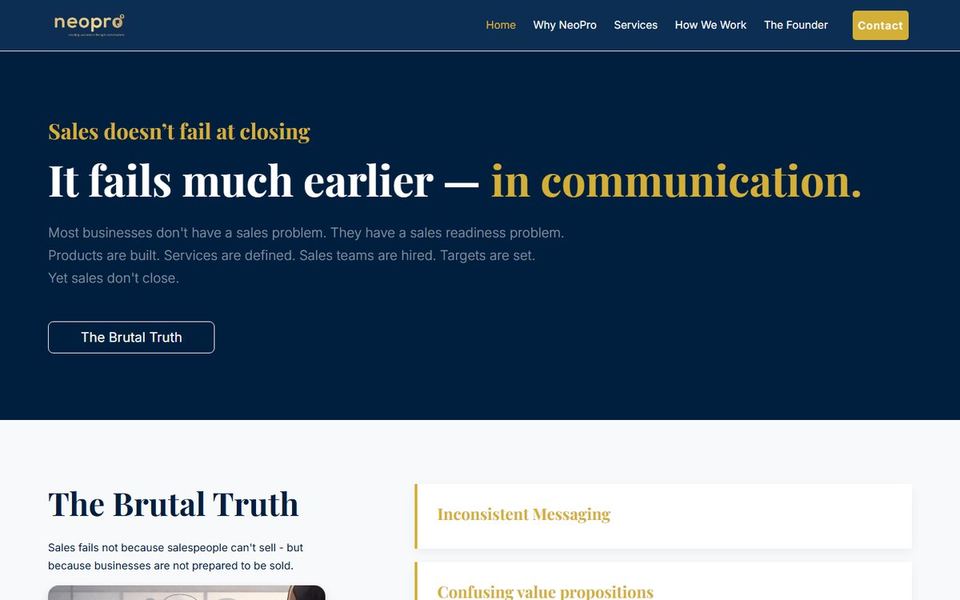 neopro
Home
Why NeoPro
Services
How We Work
The Founder
Contact
Sales doesn’t fail at closing
It fails much earlier — in communication.
Most businesses don't have a sales problem. They have a sales readiness problem.
Products are built. Services are defined. Sales teams are hired. Targets are set.
Yet sales don't close.
The Brutal Truth
The Brutal Truth
Sales fails not because salespeople can't sell - but
because businesses are not prepared to be sold.
Inconsistent Messaging
Confusing value propositions